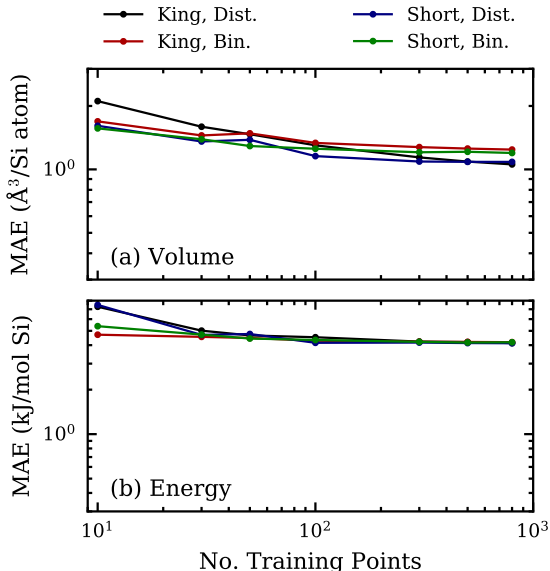 King, Dist.
Short, Dist.
King, Bin.
Short, Bin.
MAE (Å³/Si atom)
10⁰
(a) Volume
MAE (kJ/mol Si)
10⁰
(b) Energy
10¹
10²
10³
No. Training Points